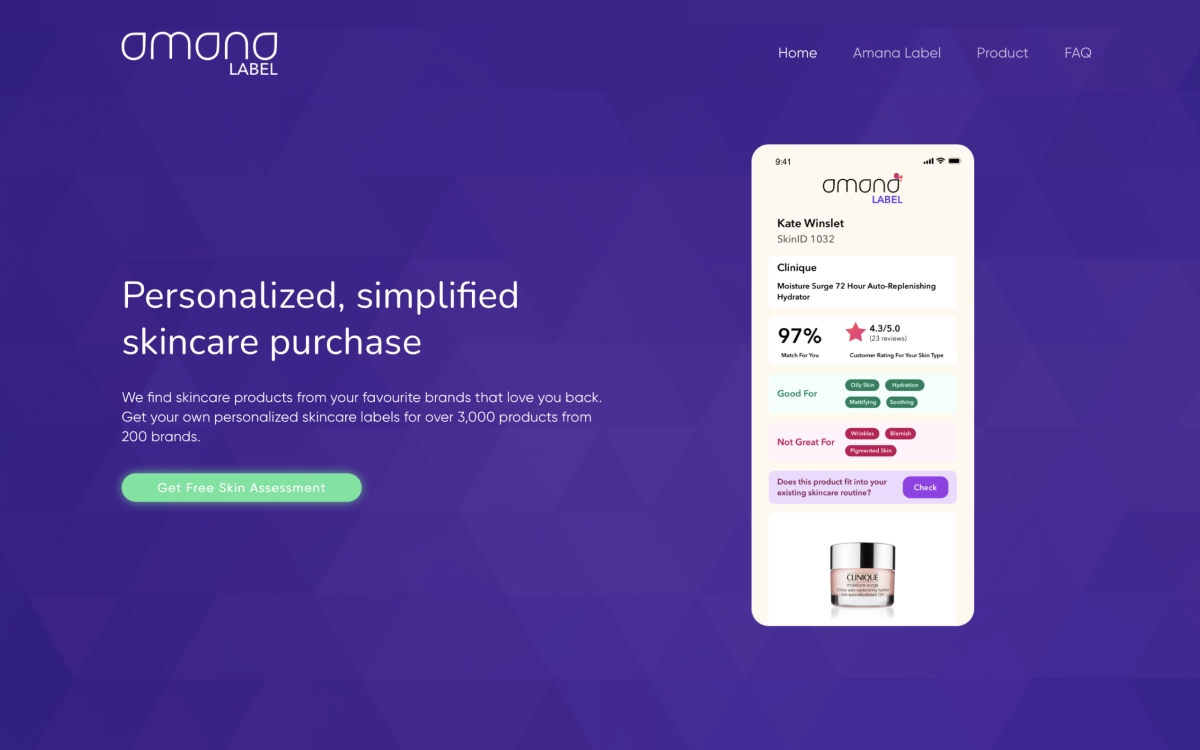 amana
LABEL
Home
Amana Label
Product
FAQ
Personalized, simplified
skincare purchase
We find skincare products from your favourite brands that love you back.
Get your own personalized skincare labels for over 3,000 products from
200 brands.
Get Free Skin Assessment
9:41
amana
LABEL
Kate Winslet
SkinID 1032
Clinique
Moisture Surge 72 Hour Auto-Replenishing
Hydrator
97%
Match For You
4.3/5.0
(23 reviews)
Customer Rating For Your Skin Type
Good For
Oily Skin
Hydration
Mattifying
Soothing
Not Great For
Wrinkles
Blemish
Pigmented Skin
Does this product fit into your
existing skincare routine?
Check
CLINIQUE
moisture surge